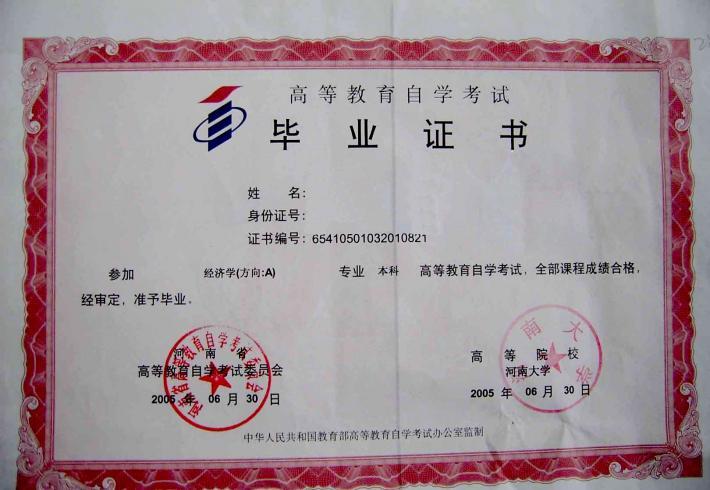 高等教育自学考试
毕业证书
姓 名：
身份证号：
证书编号：65410501032010821
参加 经济学(方向:A) 专业 本科 高等教育自学考试，全部课程成绩合格，
经审定，准予毕业。
河南省
高等教育自学考试委员会
2005 年 06 月 30 日
高等院校
河南大学
2005 年 06 月 30 日
中华人民共和国教育部高等教育自学考试办公室监制